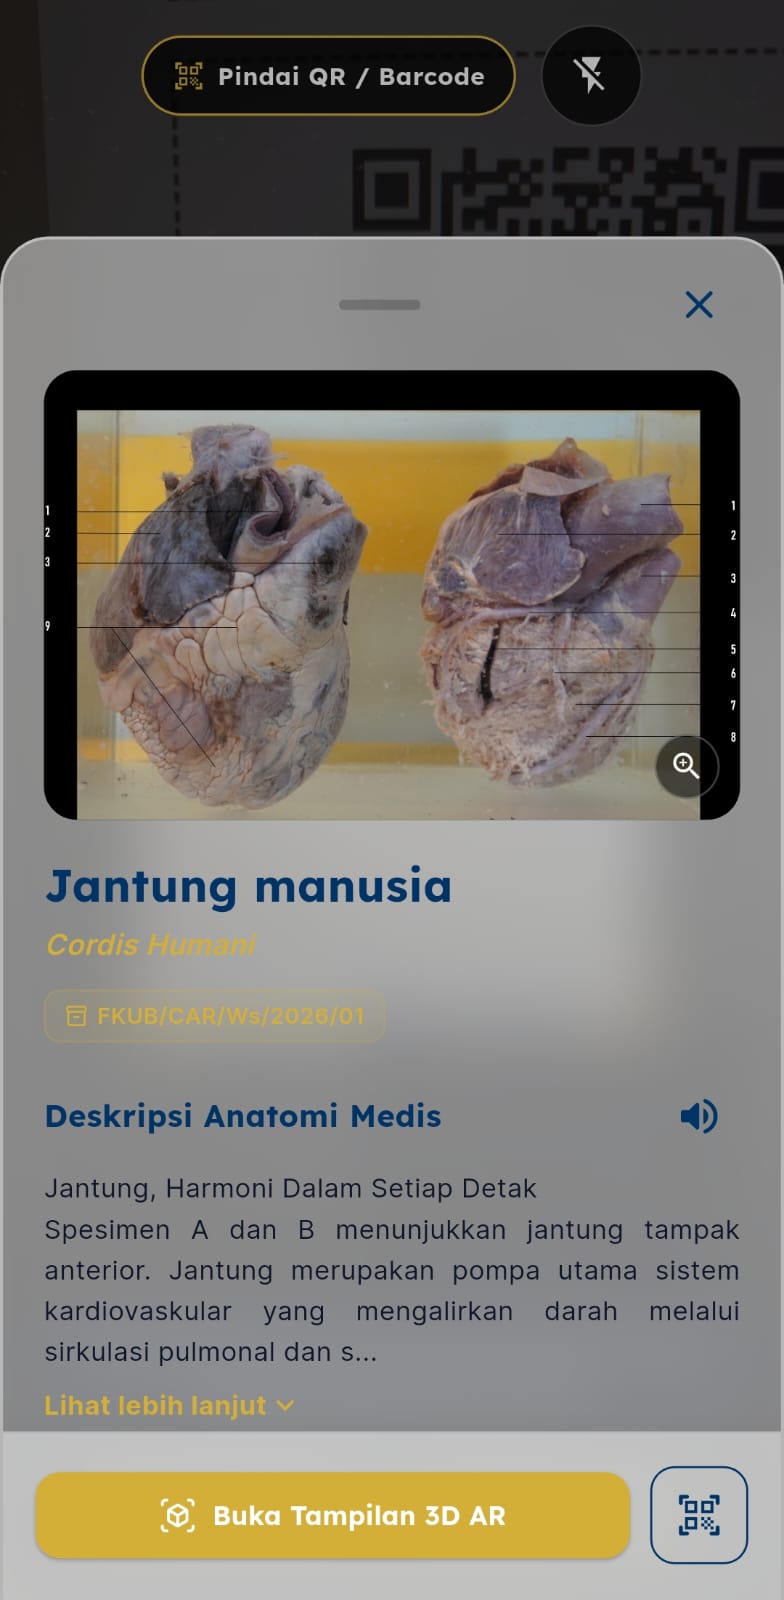 Pindai QR / Barcode
1
2
3
9
1
2
3
4
5
6
7
8
Jantung manusia
Cordis Humani
FKUB/CAR/Ws/2026/01
Deskripsi Anatomi Medis
Jantung, Harmoni Dalam Setiap Detak
Spesimen A dan B menunjukkan jantung tampak
anterior. Jantung merupakan pompa utama sistem
kardiovaskular yang mengalirkan darah melalui
sirkulasi pulmonal dan s...
Lihat lebih lanjut
Buka Tampilan 3D AR